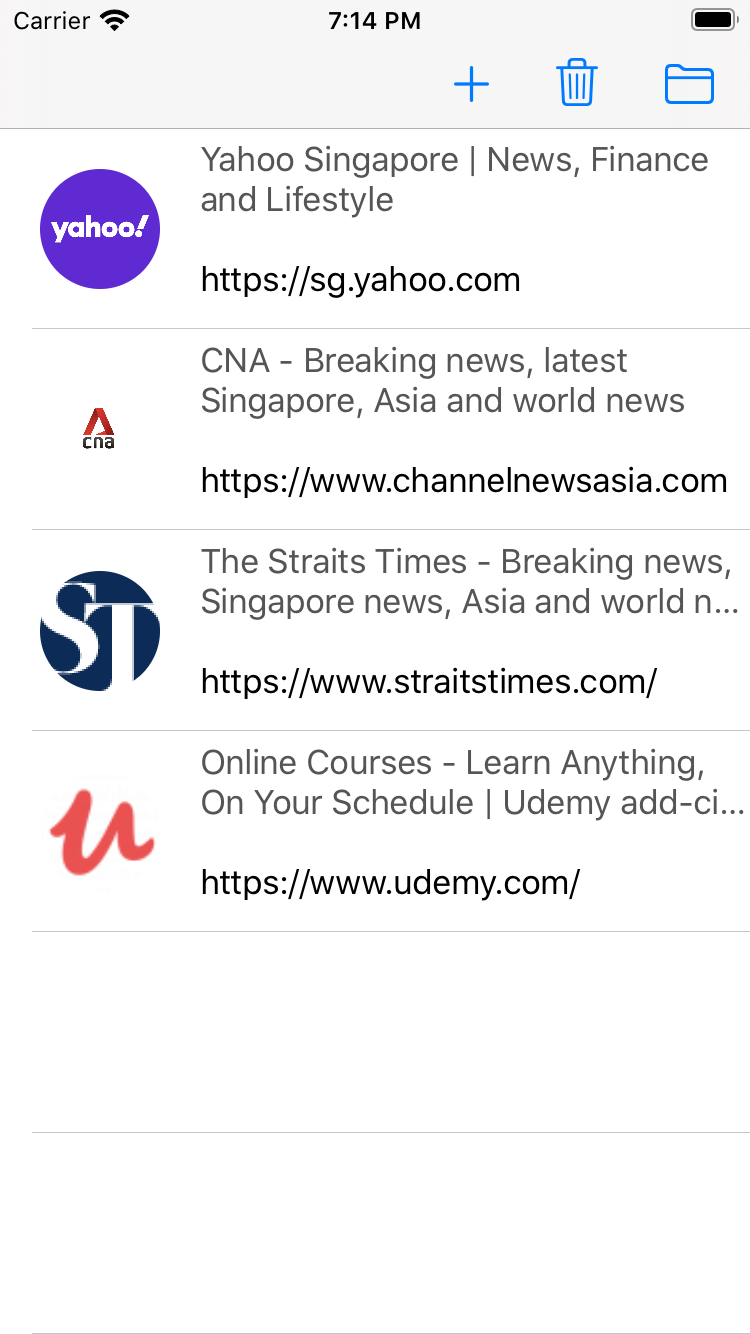 Carrier 7:14 PM
Yahoo Singapore | News, Finance
and Lifestyle
yahoo!
https://sg.yahoo.com
CNA - Breaking news, latest
Singapore, Asia and world news
cna
https://www.channelnewsasia.com
The Straits Times - Breaking news,
Singapore news, Asia and world n...
ST
https://www.straitstimes.com/
Online Courses - Learn Anything,
On Your Schedule | Udemy add-ci...
u
https://www.udemy.com/